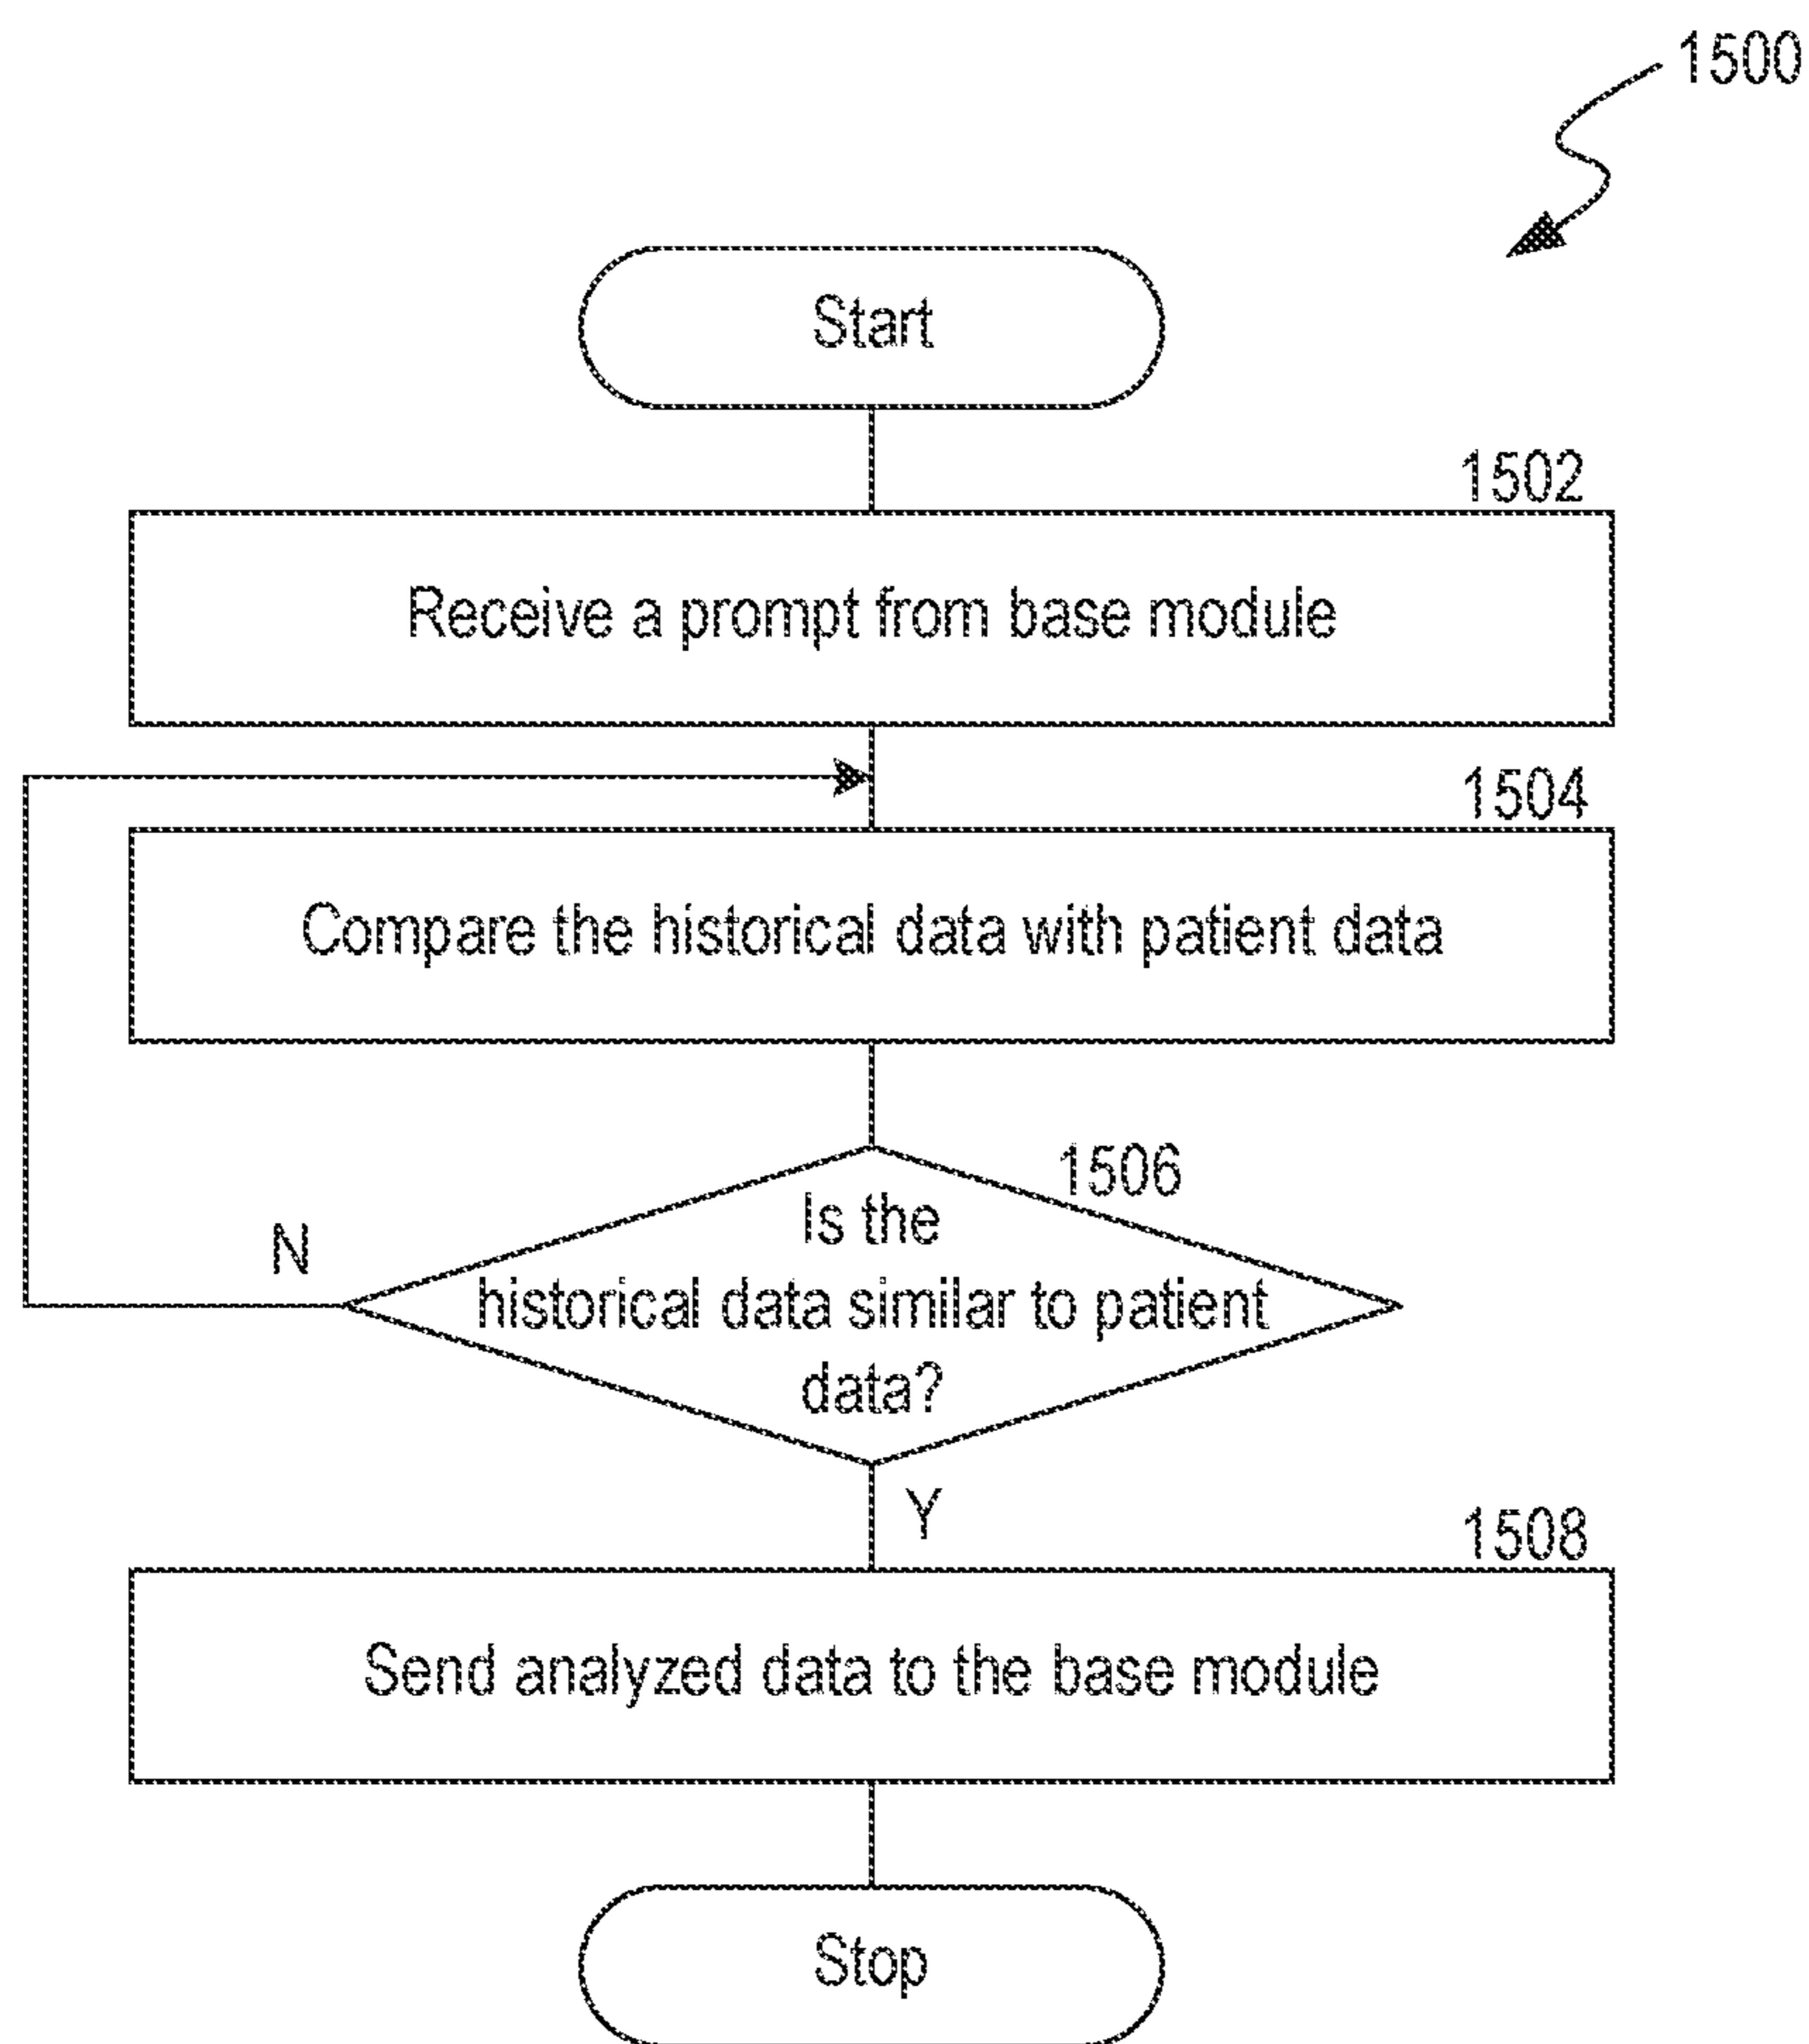 1500
Start
1502
Receive a prompt from base module
1504
Compare the historical data with patient data
1506
Is the
historical data similar to patient
data?
N
Y
1508
Send analyzed data to the base module
Stop